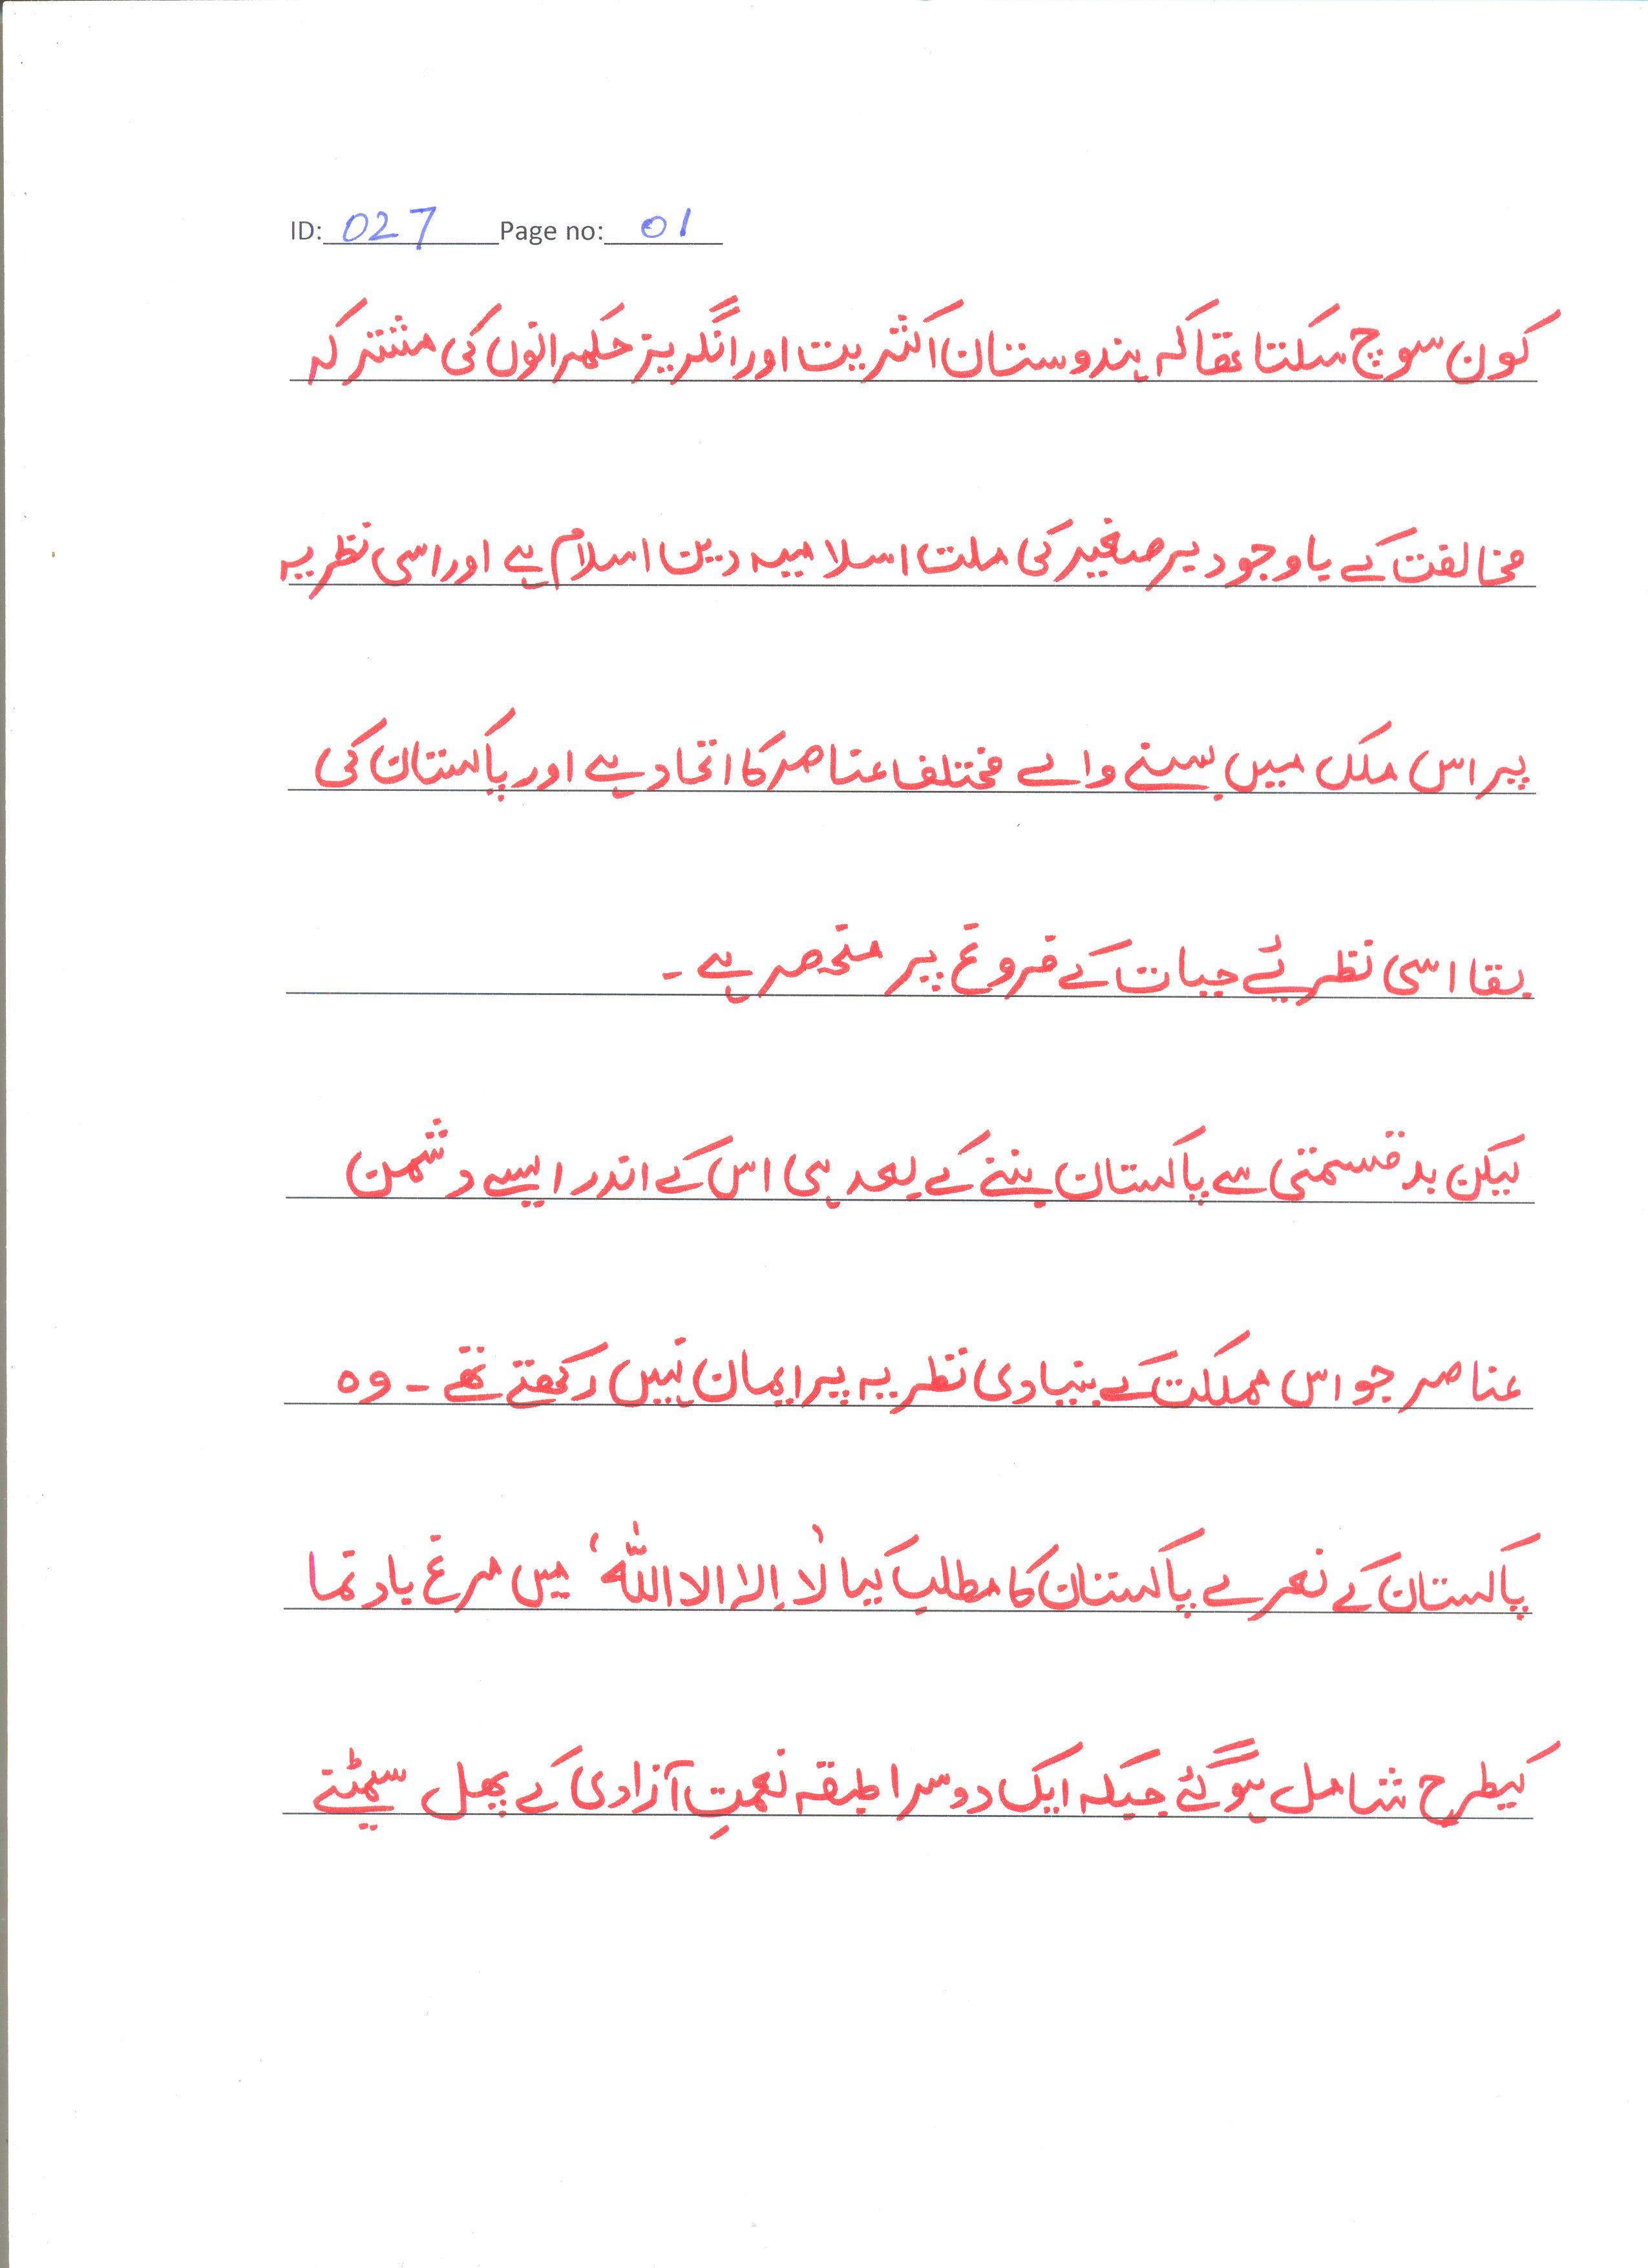 ID: 027 Page no: 01
کون سوچ سکتا تھا کہ ہندوستان اکثریت اور انگریز حکمرانوں کی مشترکہ
مخالفت کے باوجود برصغیر کی ملت اسلامیہ دین اسلام ہے اور اسی نظریہ
پر اس ملک میں بسنے والے مختلف عناصر کا اتحاد ہے اور پاکستان کی
بقا اسی نظریۓ حیات کے فروغ پر منحصر ہے ۔
لیکن بدقسمتی سے پاکستان بننے کے بعد ہی اس کے اندر ایسے دشمن
عناصر جو اس مملکت کے بنیادی نظریہ پر ایمان نہیں رکھتے تھے ۔ وہ
پاکستان کے نعرے پاکستان کا مطلب کیا 'لا الہ الا اللہ' میں مرغ باد نما
کیطرح شامل ہوگئے جبکہ ایک دوسرا طبقہ نعمتِ آزادی کے پھل سمیٹنے